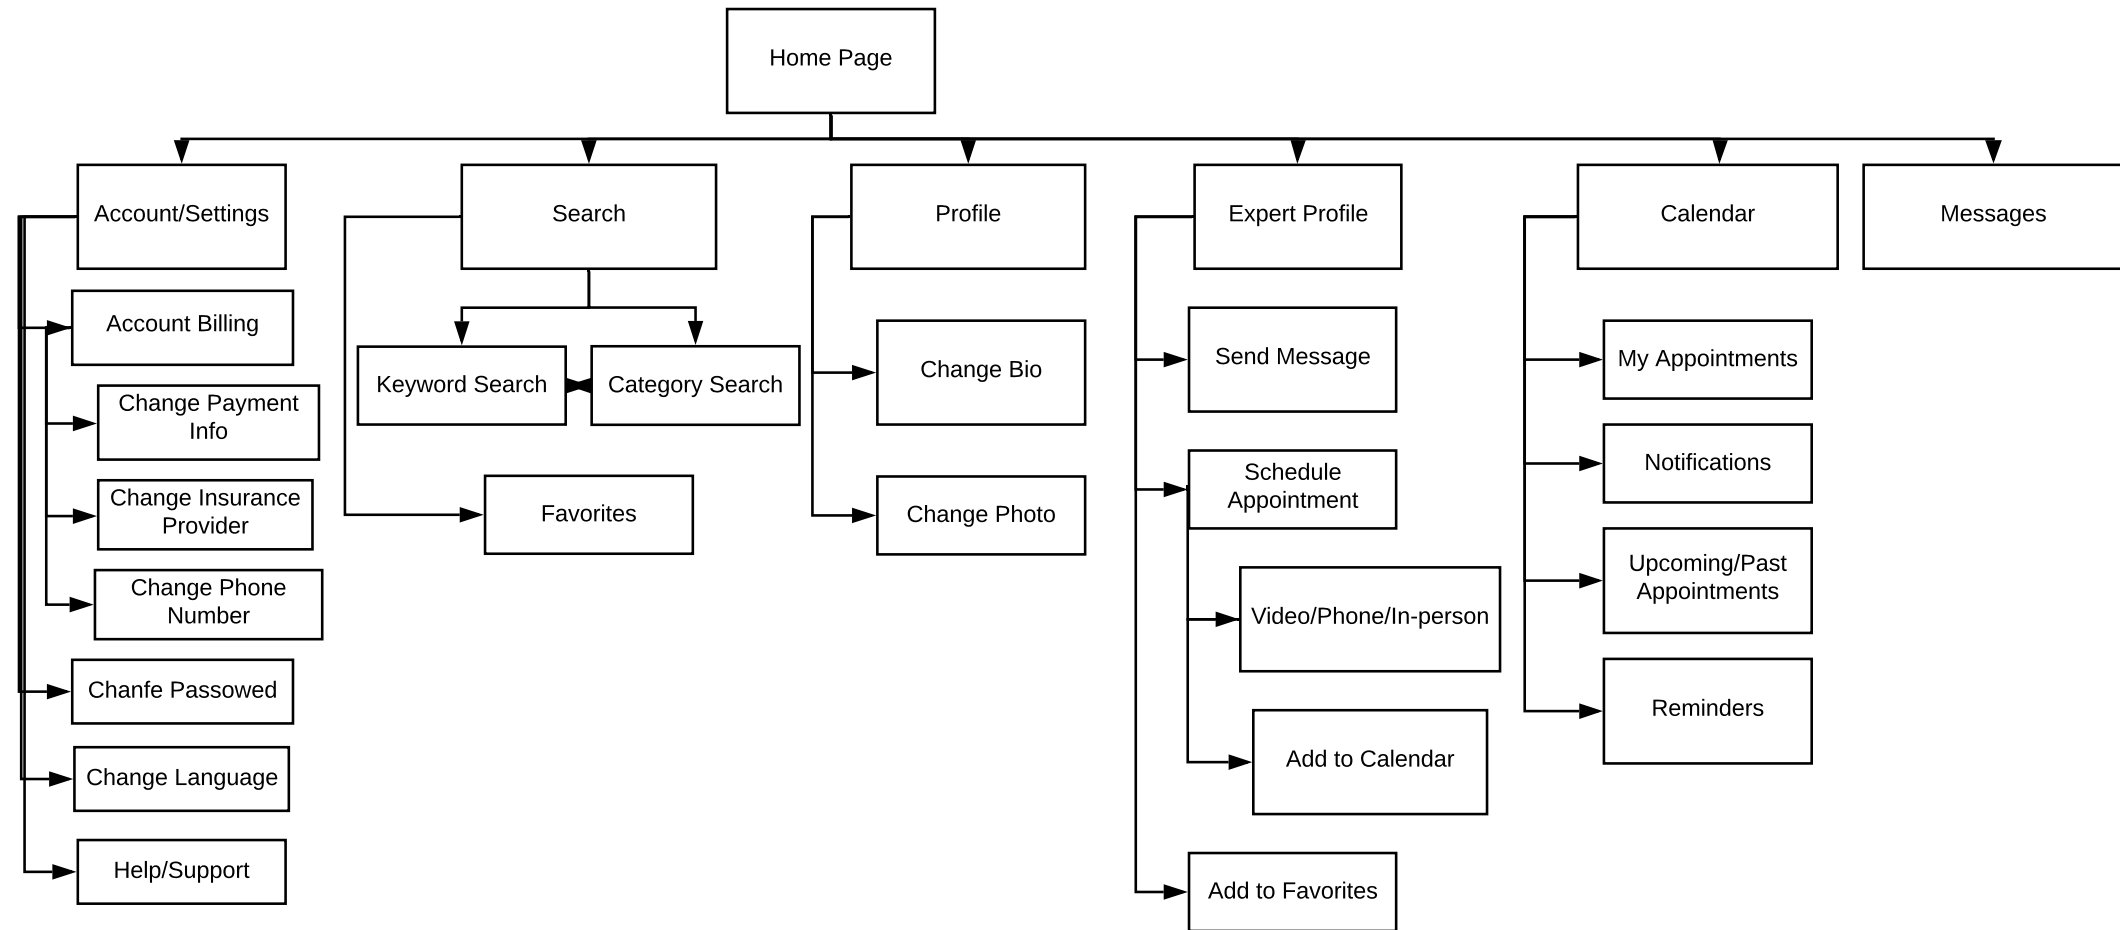 Home Page
Account/Settings
Search
Profile
Expert Profile
Calendar
Messages
Account Billing
Change Payment
Info
Change Insurance
Provider
Change Phone
Number
Chanfe Passowed
Change Language
Help/Support
Keyword Search
Category Search
Favorites
Change Bio
Change Photo
Send Message
Schedule
Appointment
Video/Phone/In-person
Add to Calendar
Add to Favorites
My Appointments
Notifications
Upcoming/Past
Appointments
Reminders